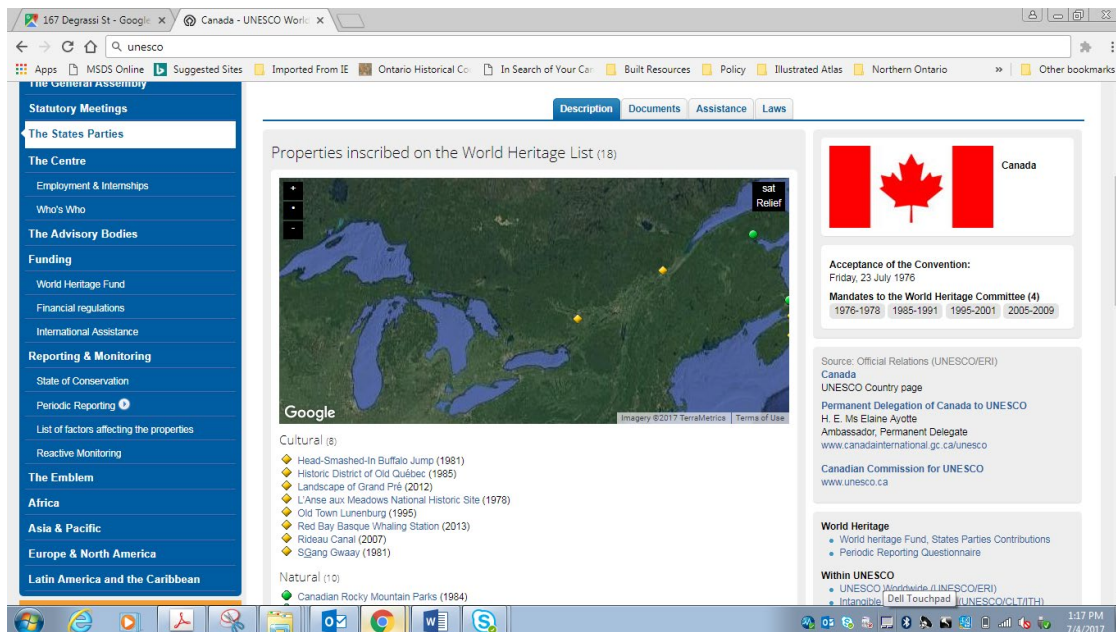 167 Degrassi St - Google
Canada - UNESCO World
unesco
Apps MSDS Online Suggested Sites Imported From IE Ontario Historical Co In Search of Your Car Built Resources Policy Illustrated Atlas Northern Ontario » Other bookmarks
The General Assembly
Statutory Meetings
The States Parties
The Centre
Employment & Internships
Who's Who
The Advisory Bodies
Funding
World Heritage Fund
Financial regulations
International Assistance
Reporting & Monitoring
State of Conservation
Periodic Reporting
List of factors affecting the properties
Reactive Monitoring
The Emblem
Africa
Asia & Pacific
Europe & North America
Latin America and the Caribbean
Description Documents Assistance Laws
Properties inscribed on the World Heritage List (18)
+
-
sat
Relief
Google
Imagery ©2017 TerraMetrics Terms of Use
Cultural (8)
Head-Smashed-In Buffalo Jump (1981)
Historic District of Old Québec (1985)
Landscape of Grand Pré (2012)
L'Anse aux Meadows National Historic Site (1978)
Old Town Lunenburg (1995)
Red Bay Basque Whaling Station (2013)
Rideau Canal (2007)
SGang Gwaay (1981)
Natural (10)
Canadian Rocky Mountain Parks (1984)
Canada
Acceptance of the Convention:
Friday, 23 July 1976
Mandates to the World Heritage Committee (4)
1976-1978 1985-1991 1995-2001 2005-2009
Source: Official Relations (UNESCO/ERI)
Canada
UNESCO Country page
Permanent Delegation of Canada to UNESCO
H. E. Ms Elaine Ayotte
Ambassador, Permanent Delegate
www.canadainternational.gc.ca/unesco
Canadian Commission for UNESCO
www.unesco.ca
World Heritage
World heritage Fund, States Parties Contributions
Periodic Reporting Questionnaire
Within UNESCO
UNESCO Worldwide (UNESCO/ERI)
Intangible (UNESCO/CLT/ITH)
Dell Touchpad
1:17 PM
7/4/2017